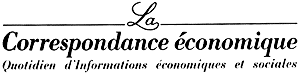 La
Correspondance économique
Quotidien d'Informations économiques et sociales